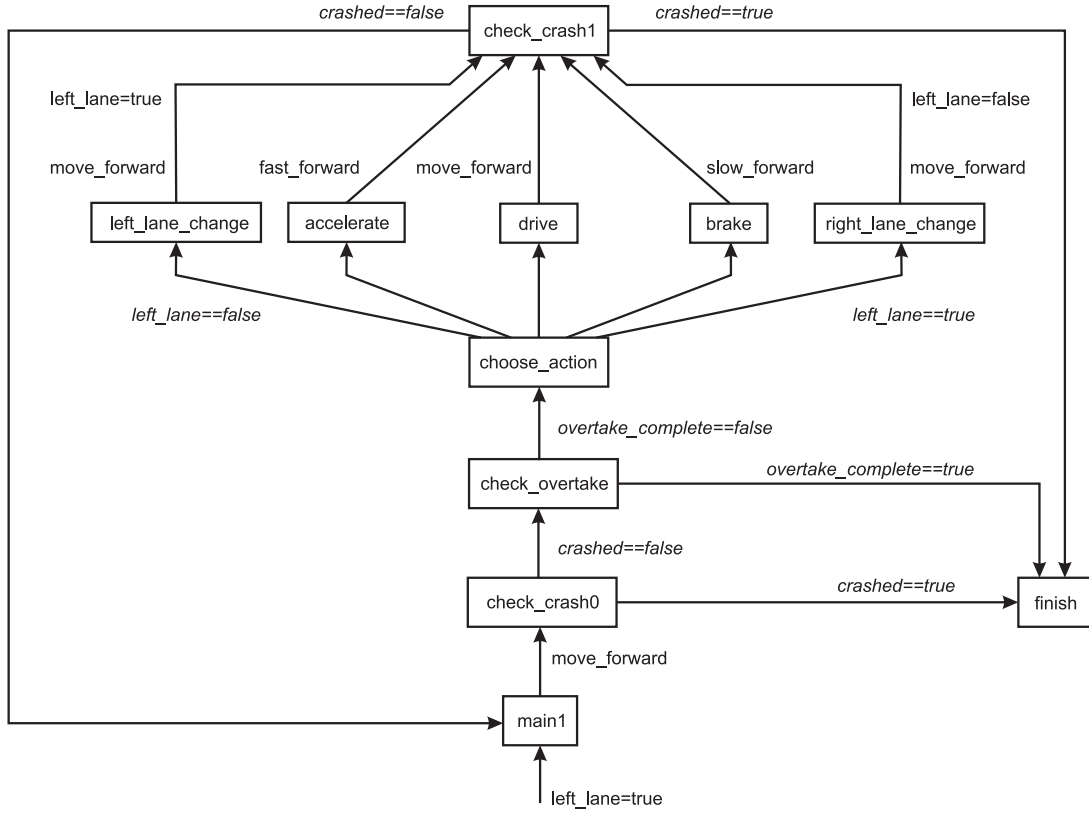 crashed==false
crashed==true
check_crash1
left_lane=true
left_lane=false
move_forward
fast_forward
move_forward
slow_forward
move_forward
left_lane_change
accelerate
drive
brake
right_lane_change
left_lane==false
left_lane==true
choose_action
overtake_complete==false
check_overtake
overtake_complete==true
crashed==false
check_crash0
crashed==true
finish
move_forward
main1
left_lane=true